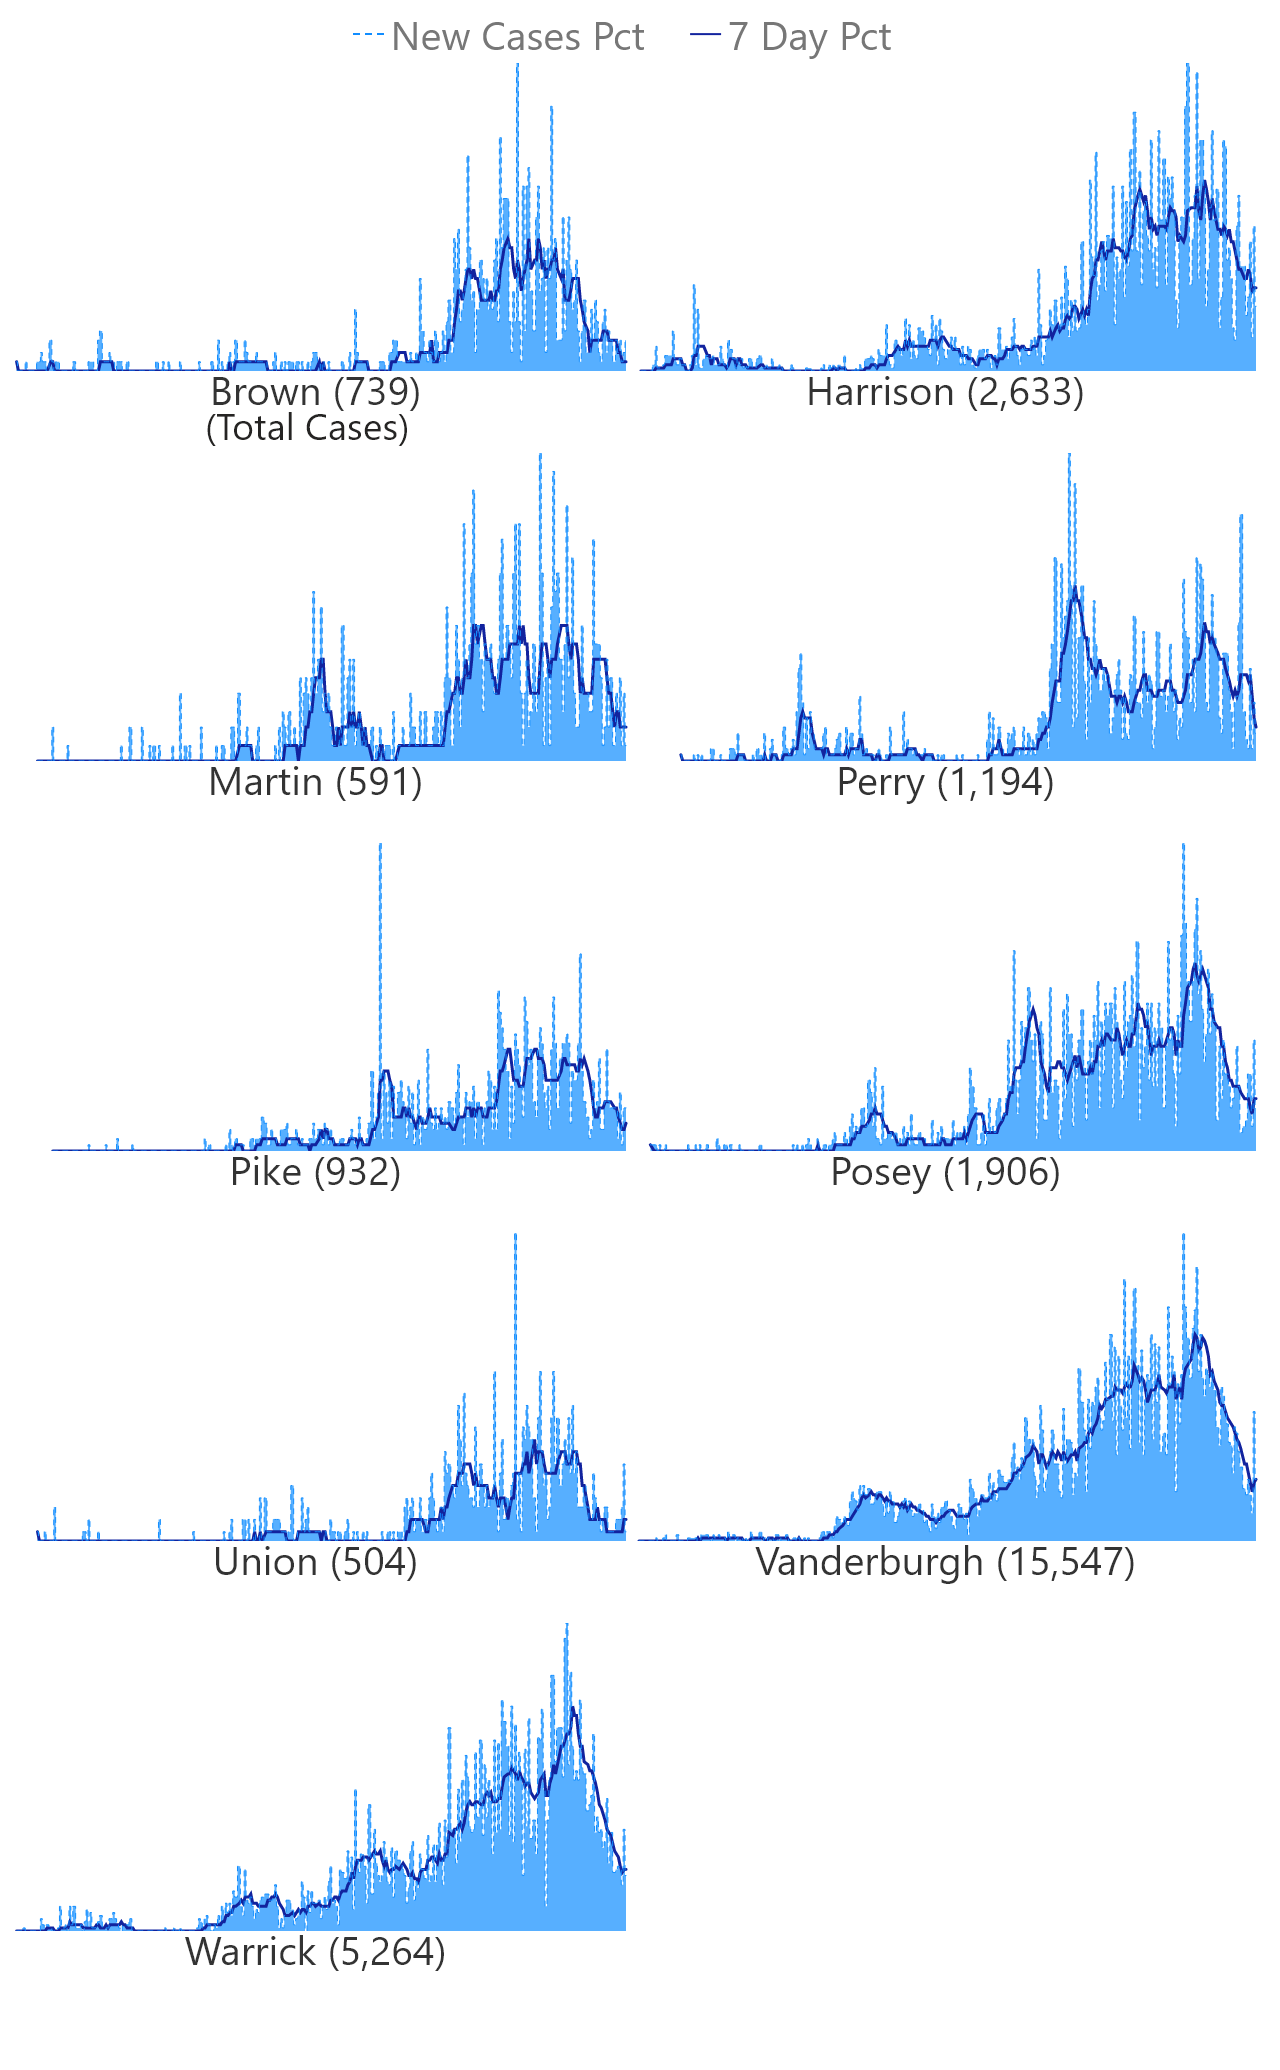 New Cases Pct 7 Day Pct
Brown (739)
(Total Cases)
Harrison (2,633)
Martin (591)
Perry (1,194)
Pike (932)
Posey (1,906)
Union (504)
Vanderburgh (15,547)
Warrick (5,264)